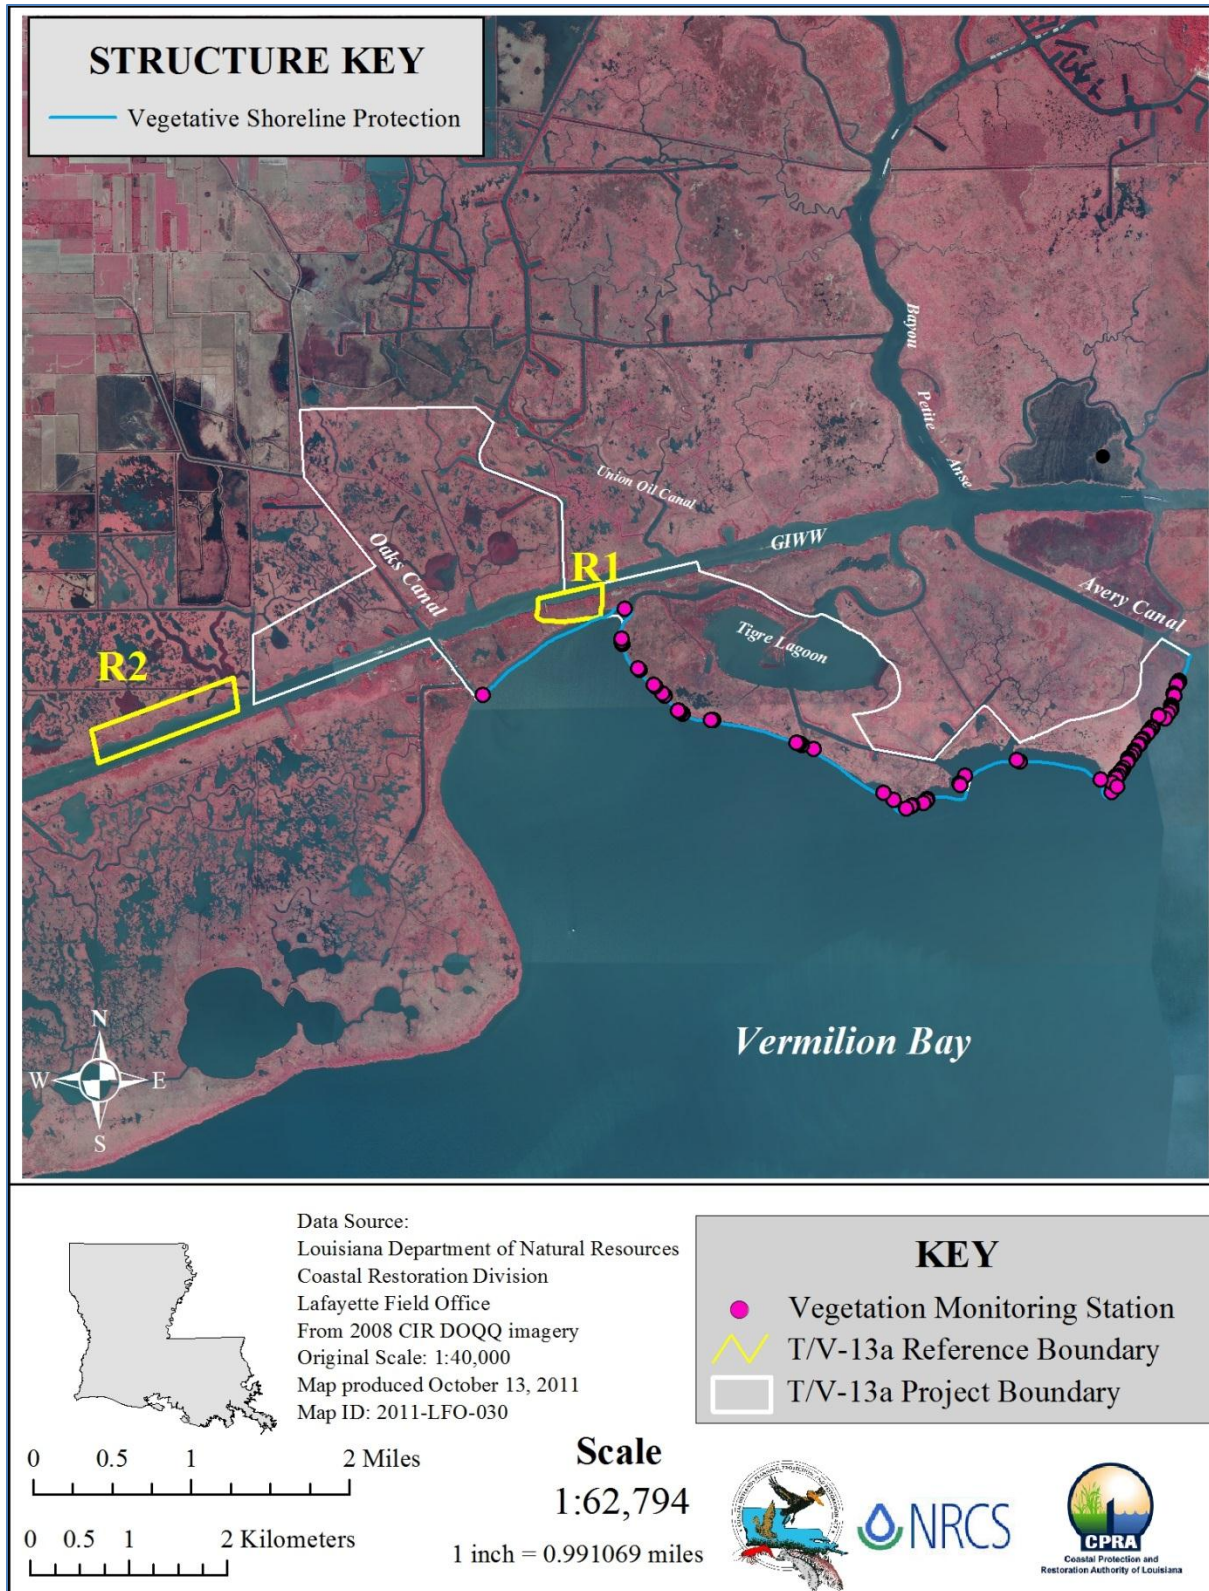 STRUCTURE KEY
Vegetative Shoreline Protection
Bayou
Petite
Anse
Union Oil Canal
GIWW
Oaks Canal
R1
Avery Canal
Tigre Lagoon
R2
Vermilion Bay
N
W
E
S
Data Source:
Louisiana Department of Natural Resources
Coastal Restoration Division
Lafayette Field Office
From 2008 CIR DOQQ imagery
Original Scale: 1:40,000
Map produced October 13, 2011
Map ID: 2011-LFO-030
KEY
Vegetation Monitoring Station
T/V-13a Reference Boundary
T/V-13a Project Boundary
0 0.5 1 2 Miles
0 0.5 1 2 Kilometers
Scale
1:62,794
1 inch = 0.991069 miles
NRCS
CPRA
Coastal Protection and
Restoration Authority of Louisiana